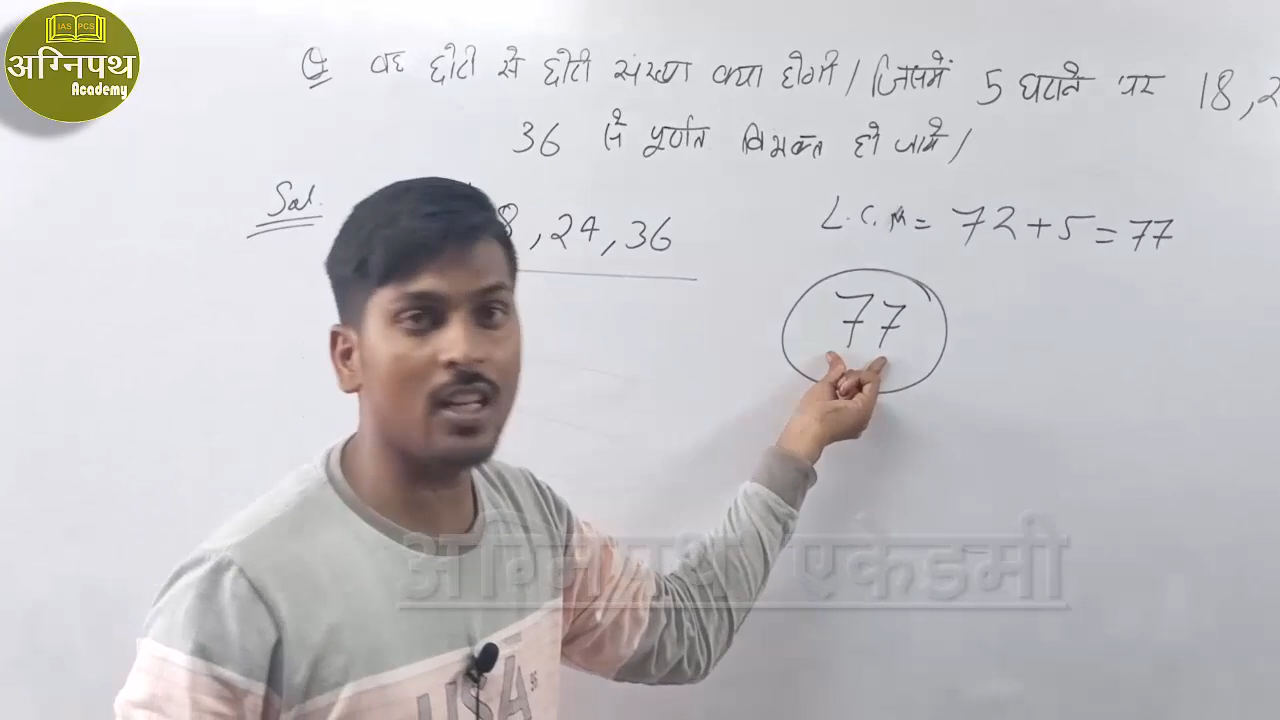 IAS PCS
अग्निपथ
Academy
Q वह छोटी से छोटी संख्या क्या होगी / जिसमें 5 घटाने पर 18, 2
36 से पूर्णत विभक्त हो जाये /
Sol.
8, 24, 36
L.C.M = 72+5=77
77
अग्निपथ एकेडमी
USA